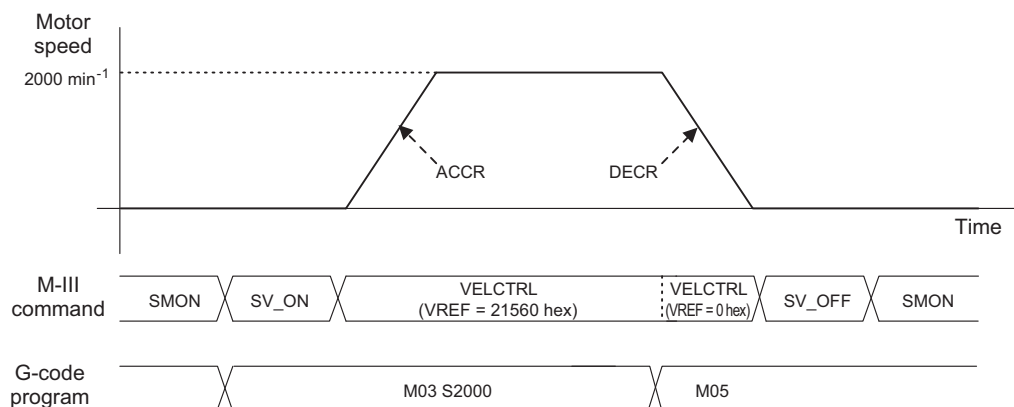 Motor
speed
2000 min-1
ACCR
DECR
Time
M-III
command
SMON
SV_ON
VELCTRL
(VREF = 21560 hex)
VELCTRL
(VREF = 0 hex)
SV_OFF
SMON
G-code
program
M03 S2000
M05